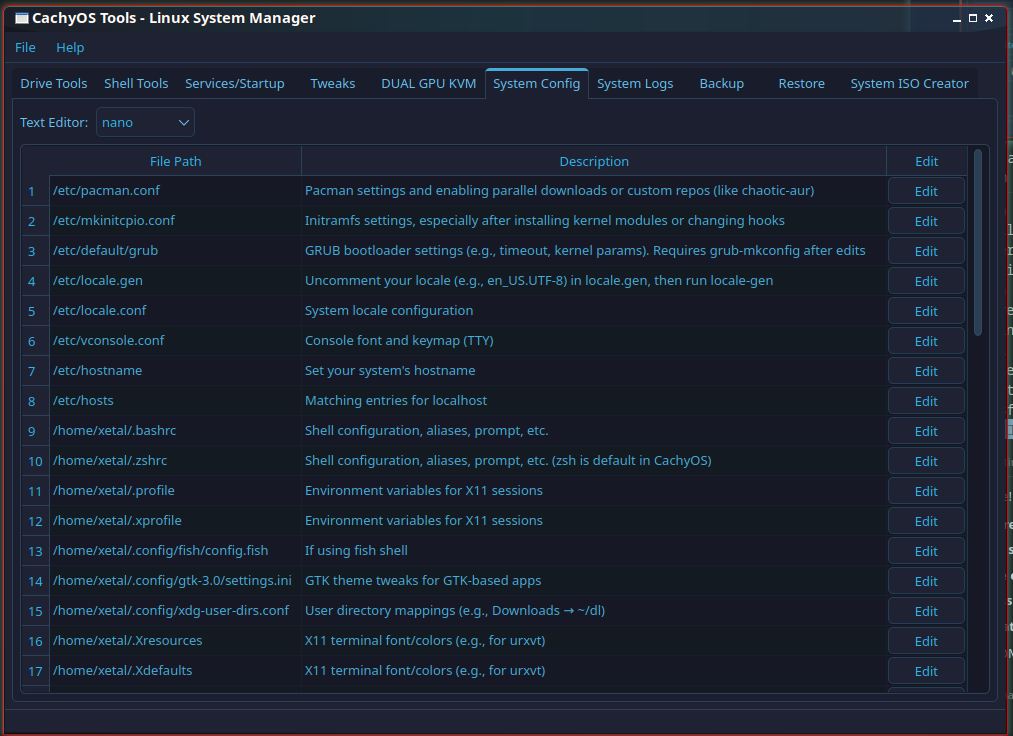 CachyOS Tools - Linux System Manager
File Help
Drive Tools Shell Tools Services/Startup Tweaks DUAL GPU KVM System Config System Logs Backup Restore System ISO Creator
Text Editor: nano
File Path Description Edit
1 /etc/pacman.conf Pacman settings and enabling parallel downloads or custom repos (like chaotic-aur) Edit
2 /etc/mkinitcpio.conf Initramfs settings, especially after installing kernel modules or changing hooks Edit
3 /etc/default/grub GRUB bootloader settings (e.g., timeout, kernel params). Requires grub-mkconfig after edits Edit
4 /etc/locale.gen Uncomment your locale (e.g., en_US.UTF-8) in locale.gen, then run locale-gen Edit
5 /etc/locale.conf System locale configuration Edit
6 /etc/vconsole.conf Console font and keymap (TTY) Edit
7 /etc/hostname Set your system's hostname Edit
8 /etc/hosts Matching entries for localhost Edit
9 /home/xetal/.bashrc Shell configuration, aliases, prompt, etc. Edit
10 /home/xetal/.zshrc Shell configuration, aliases, prompt, etc. (zsh is default in CachyOS) Edit
11 /home/xetal/.profile Environment variables for X11 sessions Edit
12 /home/xetal/.xprofile Environment variables for X11 sessions Edit
13 /home/xetal/.config/fish/config.fish If using fish shell Edit
14 /home/xetal/.config/gtk-3.0/settings.ini GTK theme tweaks for GTK-based apps Edit
15 /home/xetal/.config/xdg-user-dirs.conf User directory mappings (e.g., Downloads → ~/dl) Edit
16 /home/xetal/.Xresources X11 terminal font/colors (e.g., for urxvt) Edit
17 /home/xetal/.Xdefaults X11 terminal font/colors (e.g., for urxvt) Edit